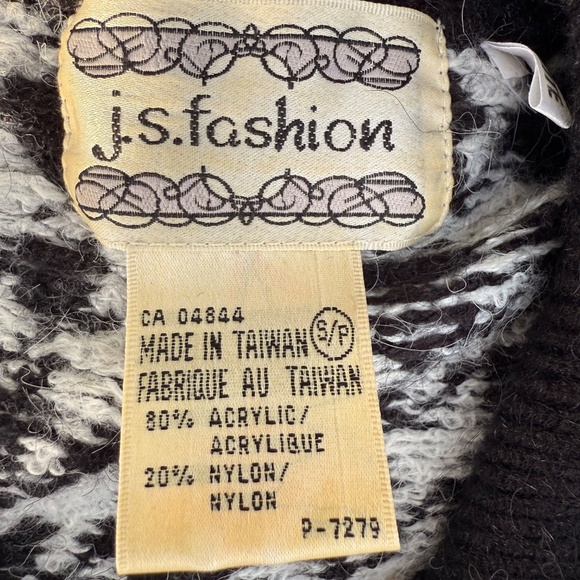 j.s.fashion
CA 04844
MADE IN TAIWAN S/P
FABRIQUE AU TAIWAN
80% ACRYLIC/
ACRYLIQUE
20% NYLON/
NYLON
P-7279